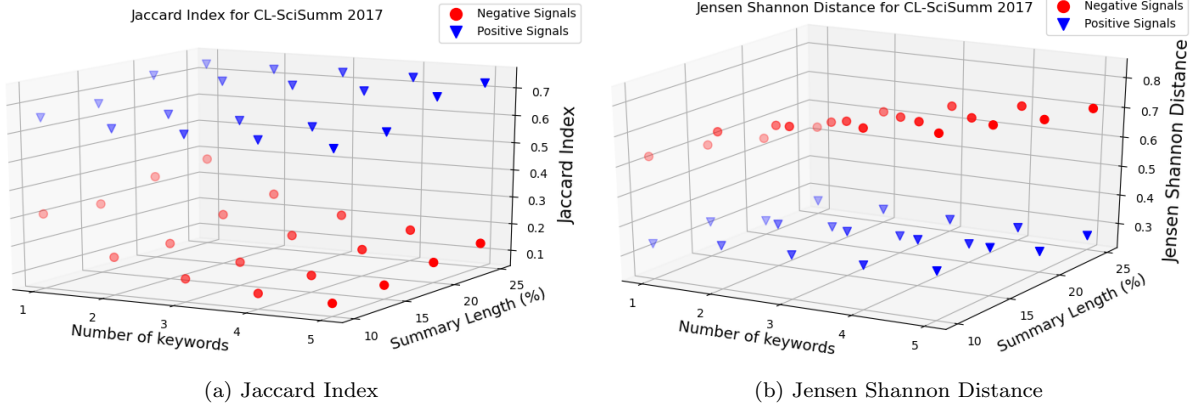 Jaccard Index for CL-SciSumm 2017
Negative Signals
Positive Signals
0.7
0.6
0.5
0.4
0.3
0.2
0.1
Jaccard Index
1
2
3
4
5
Number of keywords
10
15
20
25
Summary Length (%)
(a) Jaccard Index
Jensen Shannon Distance for CL-SciSumm 2017
Negative Signals
Positive Signals
0.8
0.7
0.6
0.5
0.4
0.3
Jensen Shannon Distance
1
2
3
4
5
Number of keywords
10
15
20
25
Summary Length (%)
(b) Jensen Shannon Distance